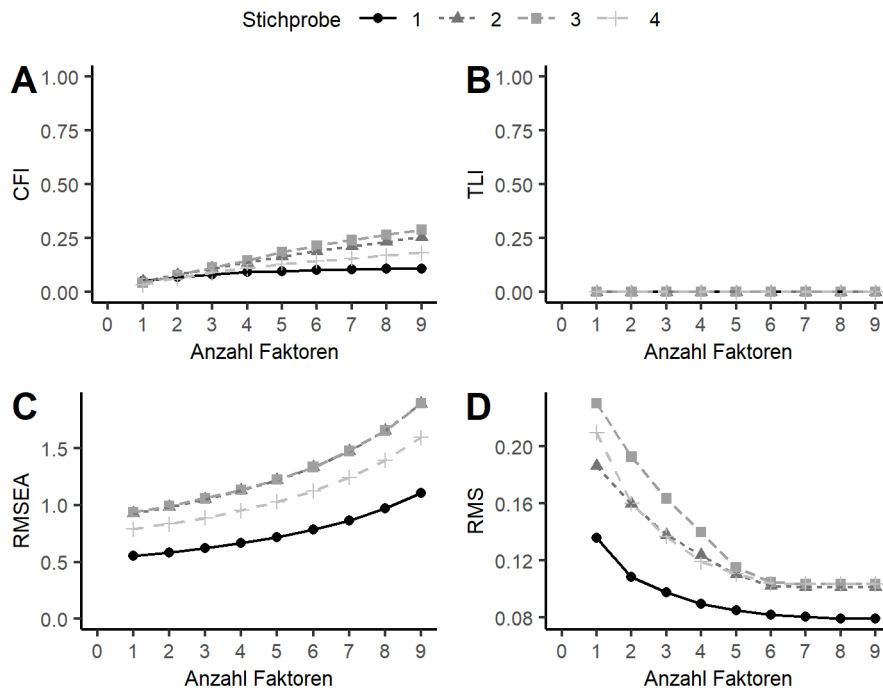 Stichprobe 1 2 3 4
A
1.00
0.75
0.50
0.25
0.00
CFI
0 1 2 3 4 5 6 7 8 9
Anzahl Faktoren
B
1.00
0.75
0.50
0.25
0.00
TLI
0 1 2 3 4 5 6 7 8 9
Anzahl Faktoren
C
1.5
1.0
0.5
0.0
RMSEA
0 1 2 3 4 5 6 7 8 9
Anzahl Faktoren
D
0.20
0.16
0.12
0.08
RMS
0 1 2 3 4 5 6 7 8 9
Anzahl Faktoren